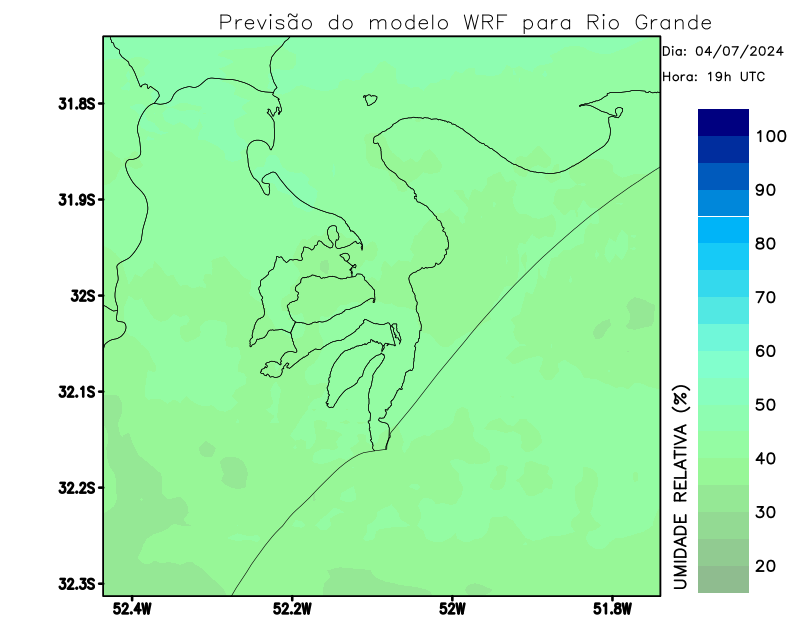 Previsão do modelo WRF para Rio Grande
Dia: 04/07/2024
Hora: 19h UTC
31.8S
31.9S
32S
32.1S
32.2S
32.3S
52.4W 52.2W 52W 51.8W
UMIDADE RELATIVA (%)
100
90
80
70
60
50
40
30
20